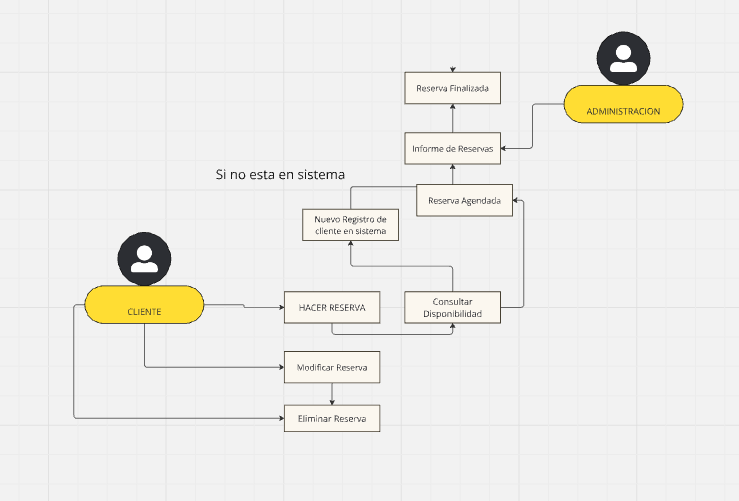 Reserva Finalizada
ADMINISTRACION
Informe de Reservas
Si no esta en sistema
Reserva Agendada
Nuevo Registro de
cliente en sistema
CLIENTE
HACER RESERVA
Consultar
Disponibilidad
Modificar Reserva
Eliminar Reserva